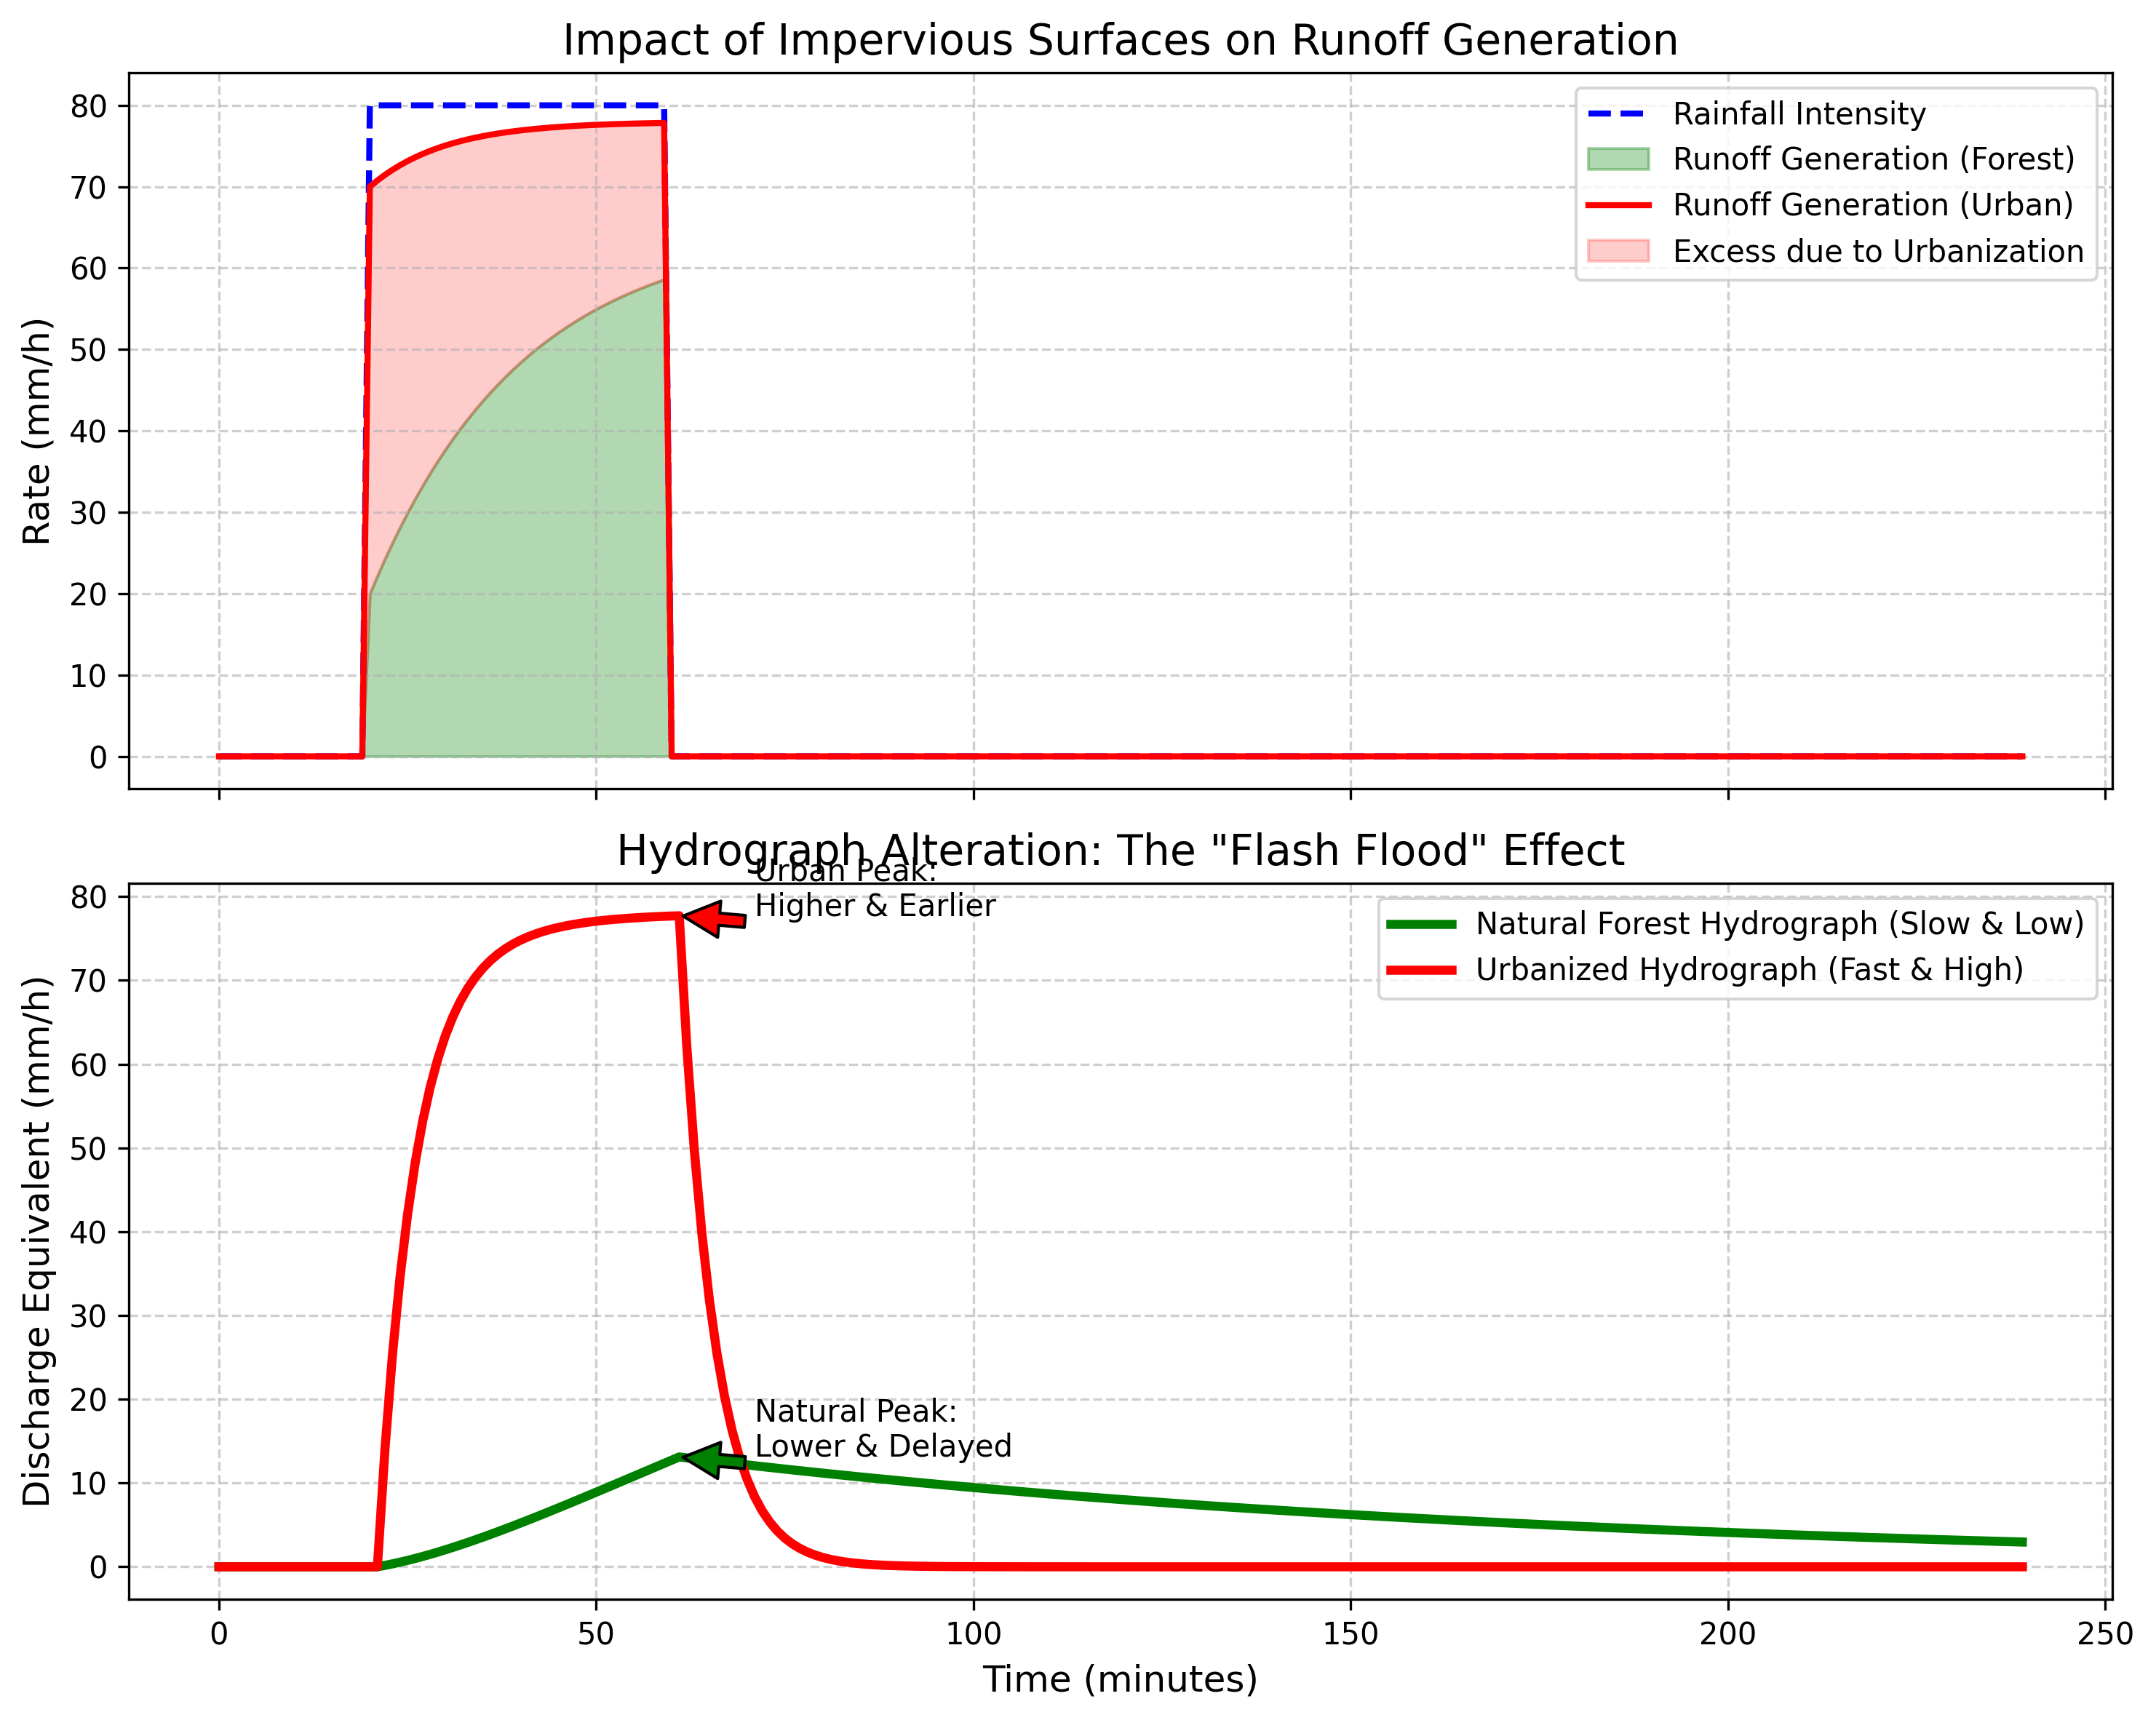 Impact of Impervious Surfaces on Runoff Generation
Rate (mm/h)
80
70
60
50
40
30
20
10
0
Rainfall Intensity
Runoff Generation (Forest)
Runoff Generation (Urban)
Excess due to Urbanization
Hydrograph Alteration: The "Flash Flood" Effect
Discharge Equivalent (mm/h)
80
70
60
50
40
30
20
10
0
Urban Peak:
Higher & Earlier
Natural Forest Hydrograph (Slow & Low)
Urbanized Hydrograph (Fast & High)
Natural Peak:
Lower & Delayed
0 50 100 150 200 250
Time (minutes)